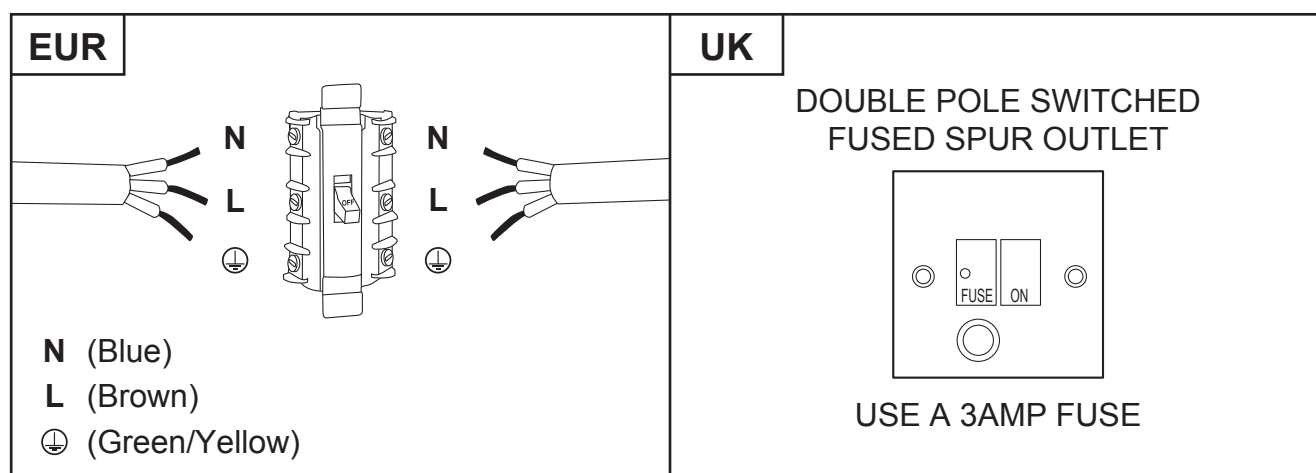 EUR
N
L
OFF
N
L
N (Blue)
L (Brown)
(Green/Yellow)
UK
DOUBLE POLE SWITCHED
FUSED SPUR OUTLET
FUSE ON
USE A 3AMP FUSE